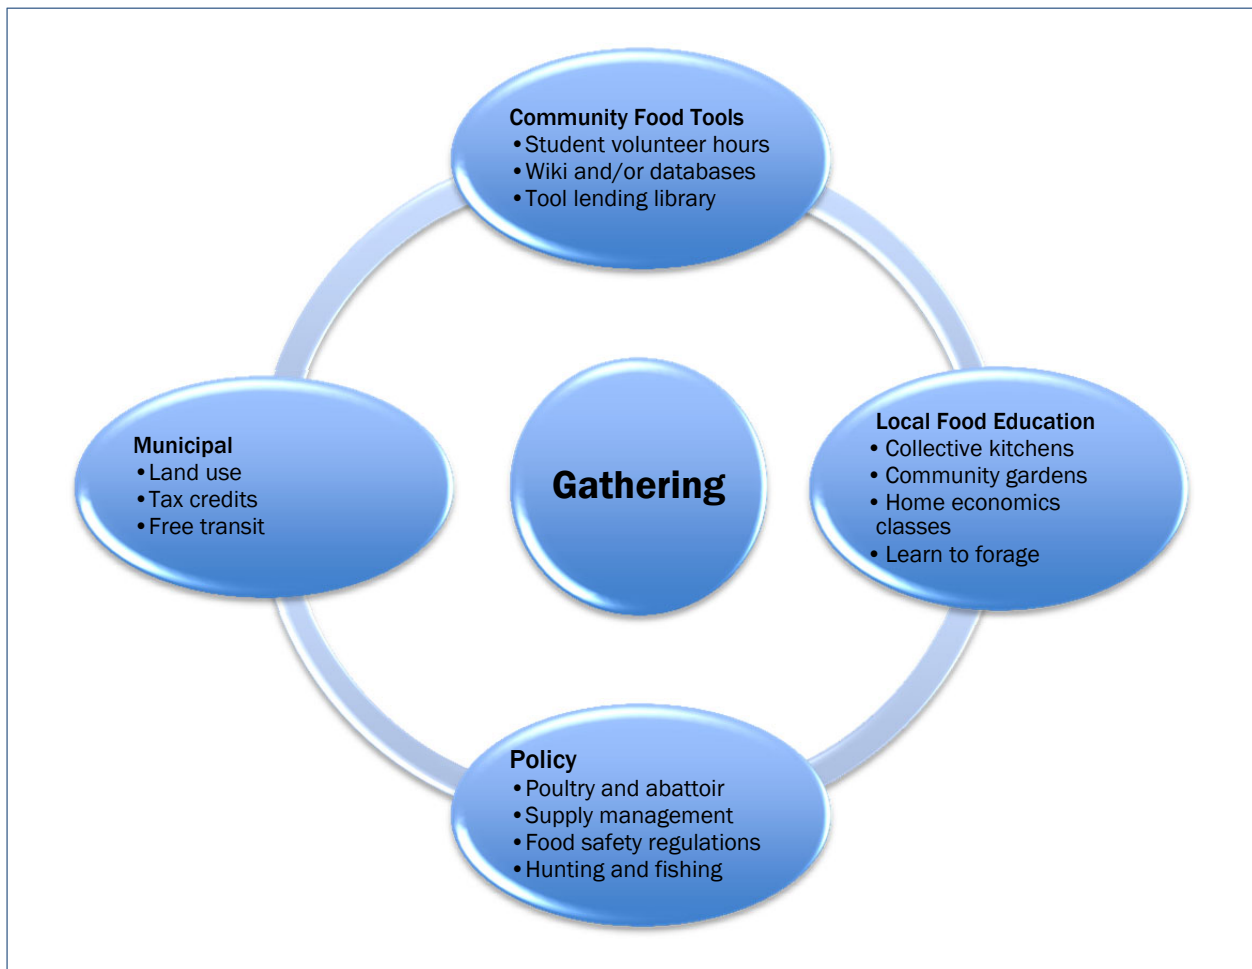 Community Food Tools
•Student volunteer hours
•Wiki and/or databases
•Tool lending library
Local Food Education
• Collective kitchens
• Community gardens
• Home economics
classes
• Learn to forage
Gathering
Municipal
•Land use
•Tax credits
•Free transit
Policy
•Poultry and abattoir
•Supply management
•Food safety regulations
•Hunting and fishing